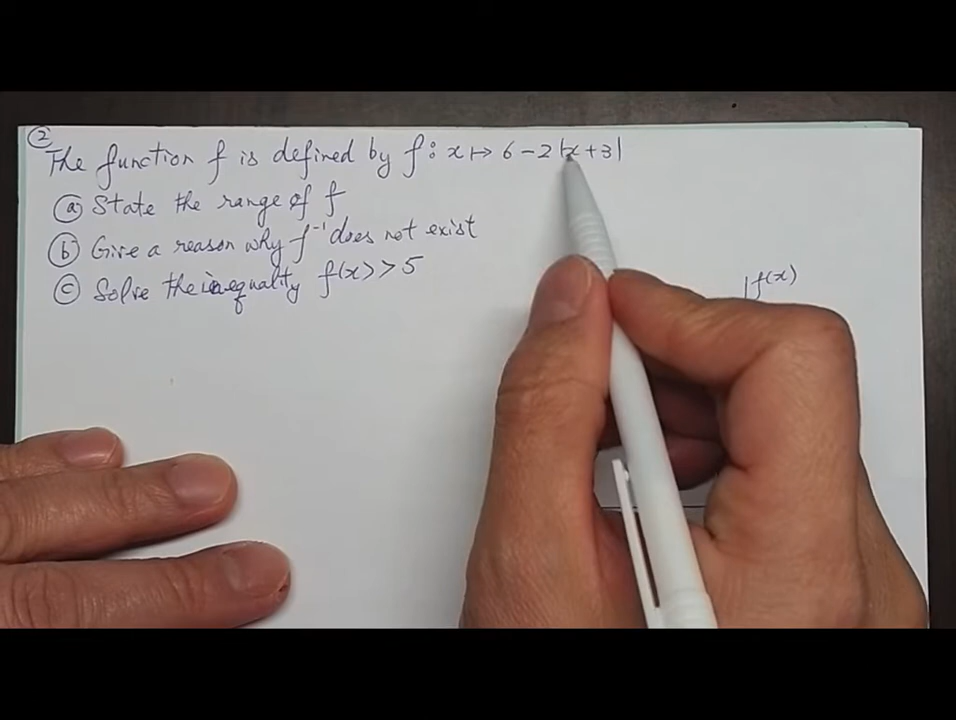 ②
The function f is defined by f : x ↦ 6 - 2 |x + 3|
ⓐ State the range of f
ⓑ Give a reason why f⁻¹ does not exist
ⓒ Solve the inequality f(x) > 5
f(x)